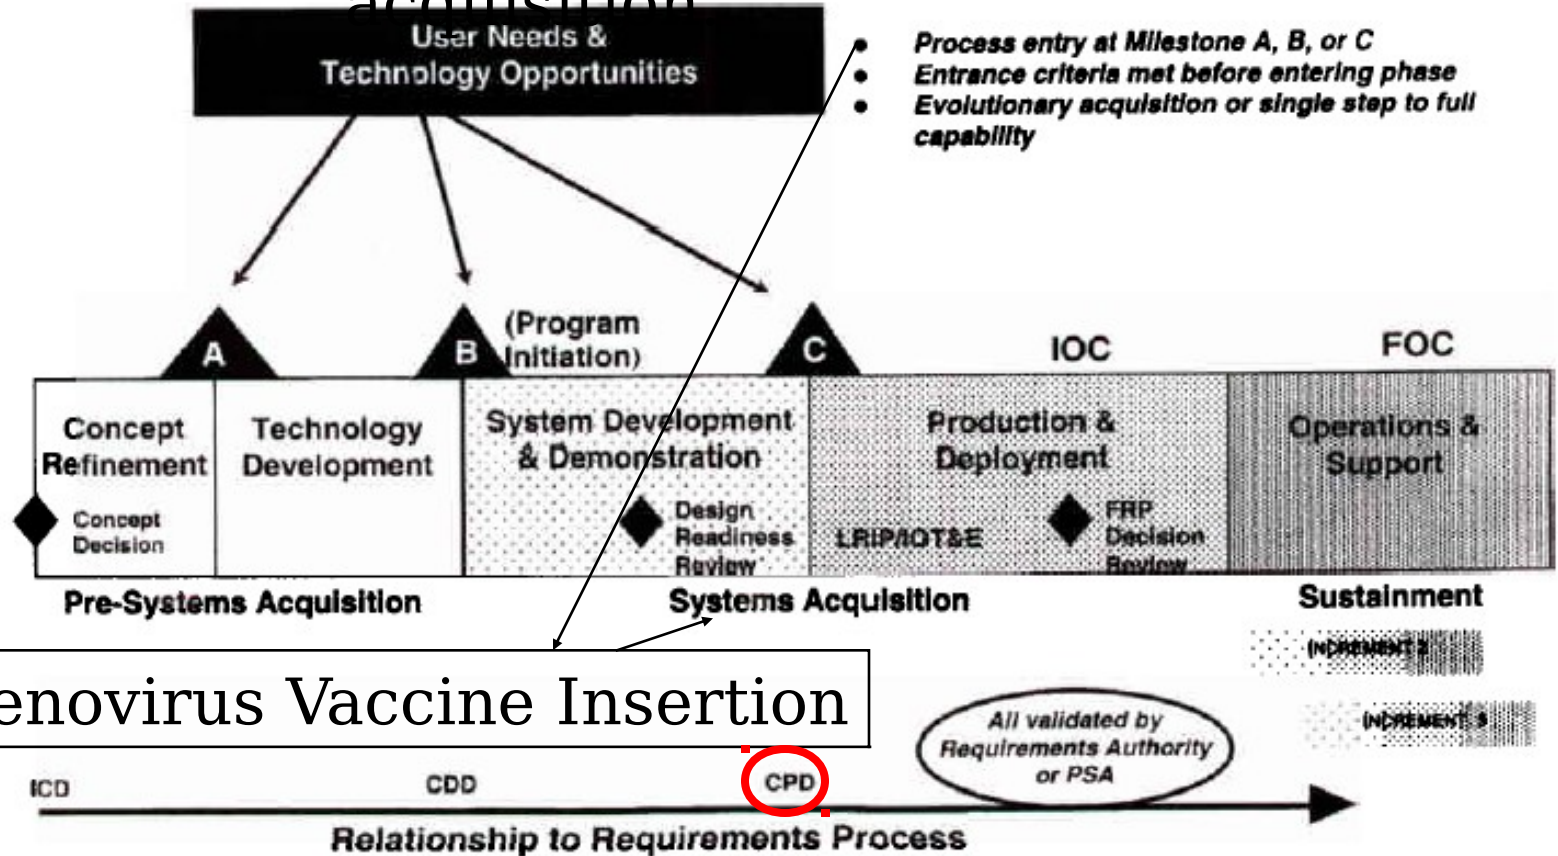 acquisition
User Needs &
Technology Opportunities
• Process entry at Milestone A, B, or C
• Entrance criteria met before entering phase
• Evolutionary acquisition or single step to full
capability
A
B
(Program
Initiation)
C
IOC
FOC
Concept
Refinement
Technology
Development
System Development
& Demonstration
Production &
Deployment
Operations &
Support
Concept
Decision
Design
Readiness
Review
LRIP/IOT&E
FRP
Decision
Review
Pre-Systems Acquisition
Systems Acquisition
Sustainment
INCREMENT 2
INCREMENT 3
enovirus Vaccine Insertion
All validated by
Requirements Authority
or PSA
ICD
CDD
CPD
Relationship to Requirements Process